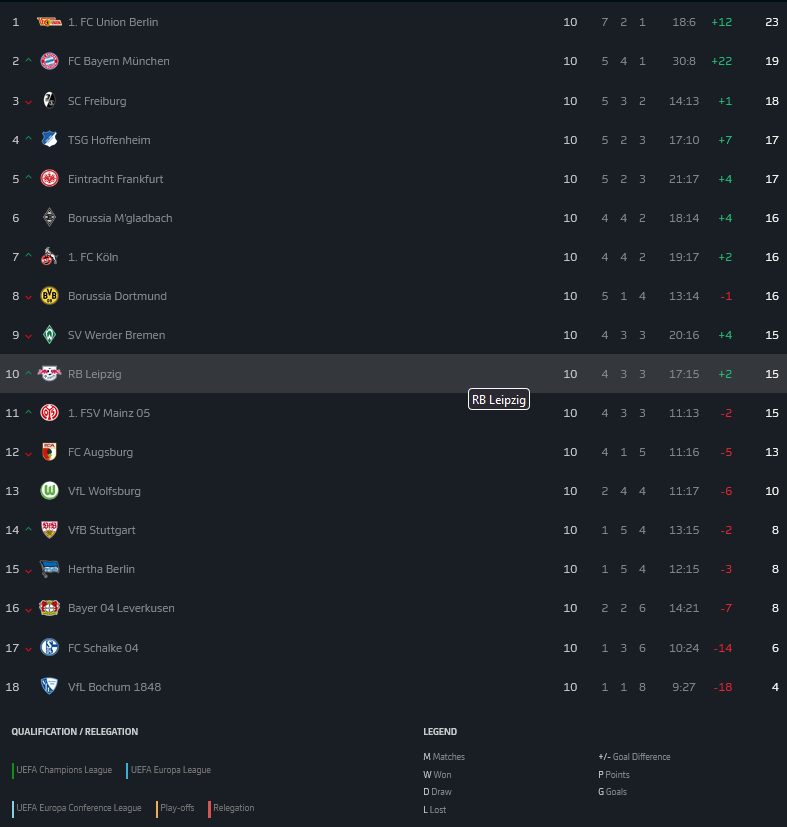 1 1. FC Union Berlin 10 7 2 1 18:6 +12 23
2 FC Bayern München 10 5 4 1 30:8 +22 19
3 SC Freiburg 10 5 3 2 14:13 +1 18
4 TSG Hoffenheim 10 5 2 3 17:10 +7 17
5 Eintracht Frankfurt 10 5 2 3 21:17 +4 17
6 Borussia M'gladbach 10 4 4 2 18:14 +4 16
7 1. FC Köln 10 4 4 2 19:17 +2 16
8 Borussia Dortmund 10 5 1 4 13:14 -1 16
9 SV Werder Bremen 10 4 3 3 20:16 +4 15
10 RB Leipzig 10 4 3 3 17:15 +2 15
RB Leipzig
11 1. FSV Mainz 05 10 4 3 3 11:13 -2 15
12 FC Augsburg 10 4 1 5 11:16 -5 13
13 VfL Wolfsburg 10 2 4 4 11:17 -6 10
14 VfB Stuttgart 10 1 5 4 13:15 -2 8
15 Hertha Berlin 10 1 5 4 12:15 -3 8
16 Bayer 04 Leverkusen 10 2 2 6 14:21 -7 8
17 FC Schalke 04 10 1 3 6 10:24 -14 6
18 VfL Bochum 1848 10 1 1 8 9:27 -18 4
QUALIFICATION / RELEGATION
UEFA Champions League UEFA Europa League
UEFA Europa Conference League Play-offs Relegation
LEGEND
M Matches
W Won
D Draw
L Lost
+/- Goal Difference
P Points
G Goals